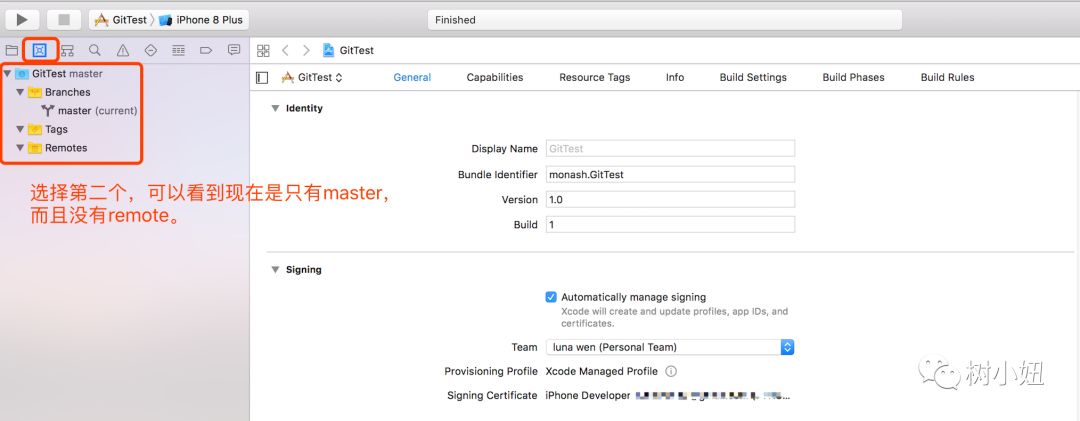 GitTest
iPhone 8 Plus
Finished
GitTest
GitTest
General
Capabilities
Resource Tags
Info
Build Settings
Build Phases
Build Rules
GitTest master
Branches
master (current)
Tags
Remotes
选择第二个，可以看到现在是只有master，
而且没有remote。
Identity
Display Name GitTest
Bundle Identifier monash.GitTest
Version 1.0
Build 1
Signing
Automatically manage signing
Xcode will create and update profiles, app IDs, and
certificates.
Team luna wen (Personal Team)
Provisioning Profile Xcode Managed Profile
Signing Certificate iPhone Developer
树小妞